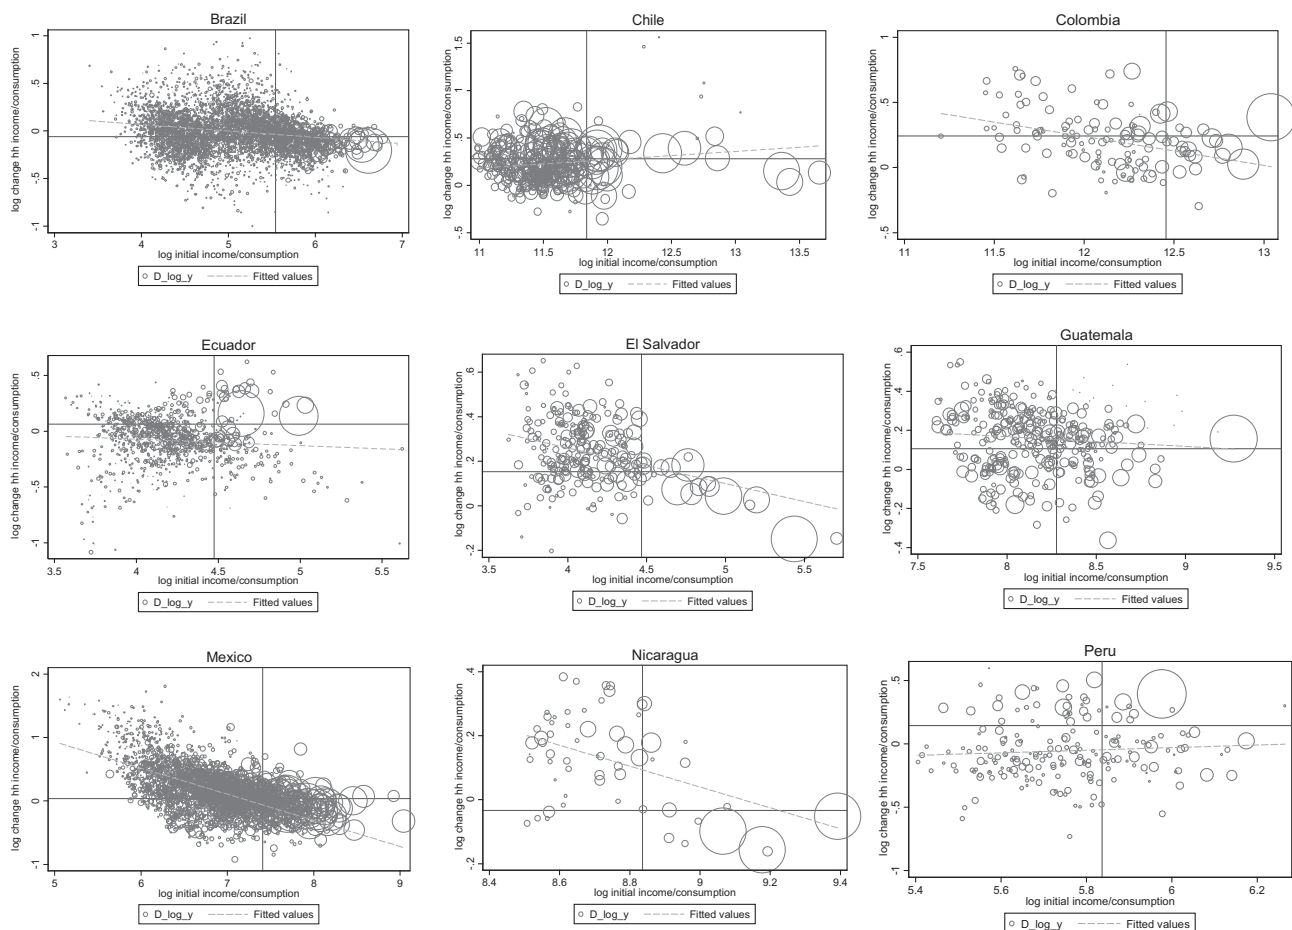 Brazil
log change hh income/consumption
1
.5
0
-.5
-1
3
4
5
6
7
log initial income/consumption
D_log_y
Fitted values
Chile
log change hh income/consumption
1.5
1
0.5
0
-.5
11
11.5
12
12.5
13
13.5
log initial income/consumption
D_log_y
Fitted values
Colombia
log change hh income/consumption
1
.5
0
-.5
11
11.5
12
12.5
13
log initial income/consumption
D_log_y
Fitted values
Ecuador
log change hh income/consumption
.5
0
-.5
-1
3.5
4
4.5
5
5.5
log initial income/consumption
D_log_y
Fitted values
El Salvador
log change hh income/consumption
.6
.4
.2
0
-.2
3.5
4
4.5
5
5.5
log initial income/consumption
D_log_y
Fitted values
Guatemala
log change hh income/consumption
.6
.4
.2
0
-.2
-.4
7.5
8
8.5
9
9.5
log initial income/consumption
D_log_y
Fitted values
Mexico
log change hh income/consumption
2
1
0
-1
5
6
7
8
9
log initial income/consumption
D_log_y
Fitted values
Nicaragua
log change hh income/consumption
.4
.2
0
-.2
8.4
8.6
8.8
9
9.2
9.4
log initial income/consumption
D_log_y
Fitted values
Peru
log change hh income/consumption
1
.5
0
-.5
-1
5.4
5.6
5.8
6
6.2
log initial income/consumption
D_log_y
Fitted values